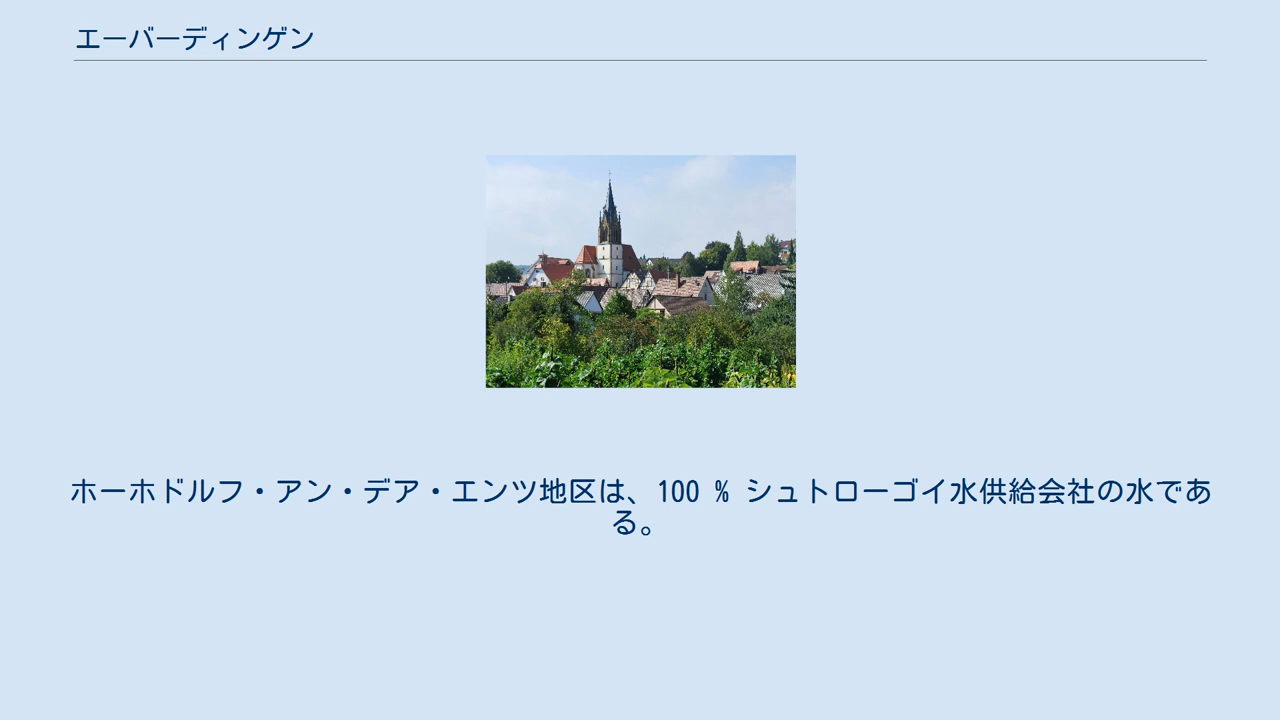 エーバーディンゲン
ホーホドルフ・アン・デア・エンツ地区は、100 % シュトローゴイ水供給会社の水であ
る。